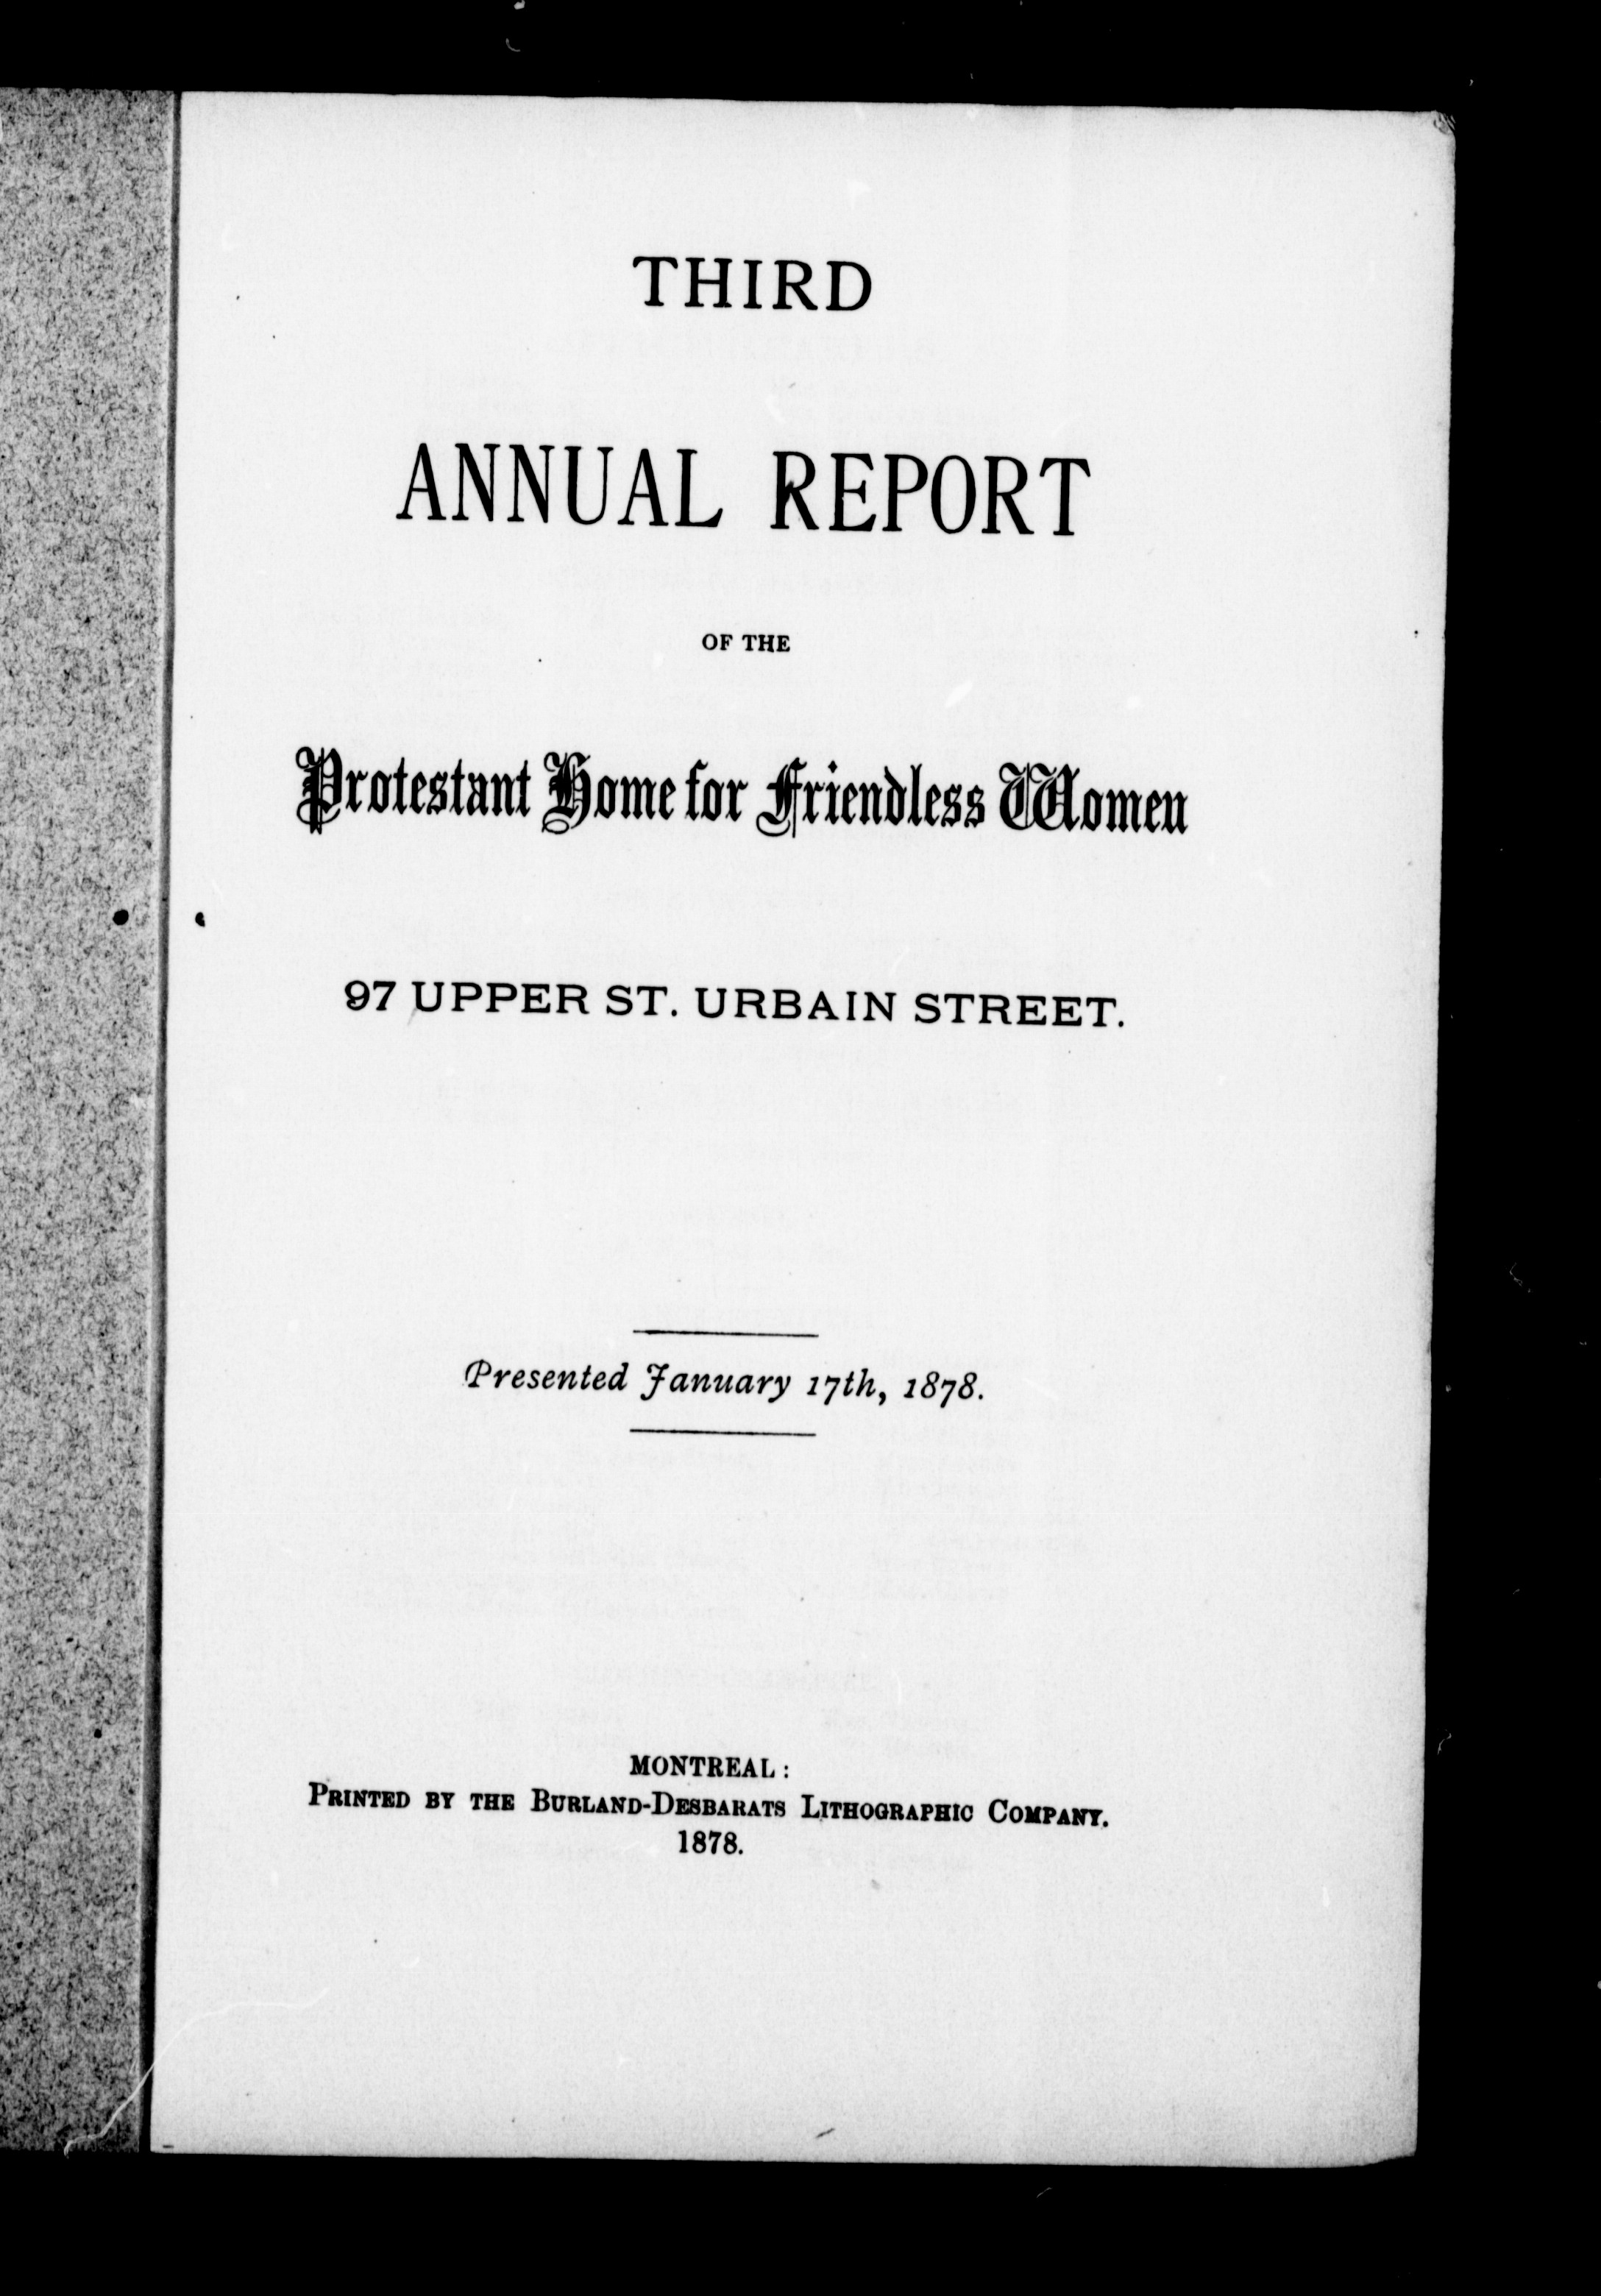 THIRD
ANNUAL REPORT
OF THE
Protestant Home for Friendless Women
97 UPPER ST. URBAIN STREET.
Presented January 17th, 1878.
MONTREAL:
PRINTED BY THE BURLAND-DESBARATS LITHOGRAPHIC COMPANY.
1878.